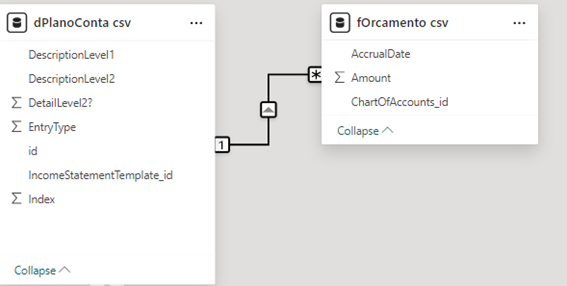 dPlanoConta csv
DescriptionLevel1
DescriptionLevel2
DetailLevel2?
EntryType
id
IncomeStatementTemplate_id
Index
Collapse
1
*
fOrcamento csv
AccrualDate
Amount
ChartOfAccounts_id
Collapse